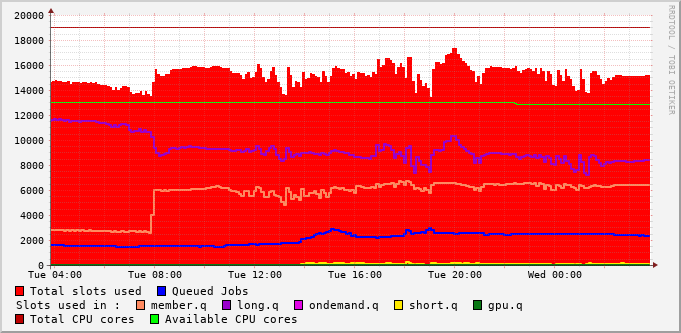 20000
18000
16000
14000
12000
10000
8000
6000
4000
2000
0
Tue 04:00 Tue 08:00 Tue 12:00 Tue 16:00 Tue 20:00 Wed 00:00
RRDTOOL / TOBI OETIKER
Total slots used Queued Jobs
Slots used in : member.q long.q ondemand.q short.q gpu.q
Total CPU cores Available CPU cores